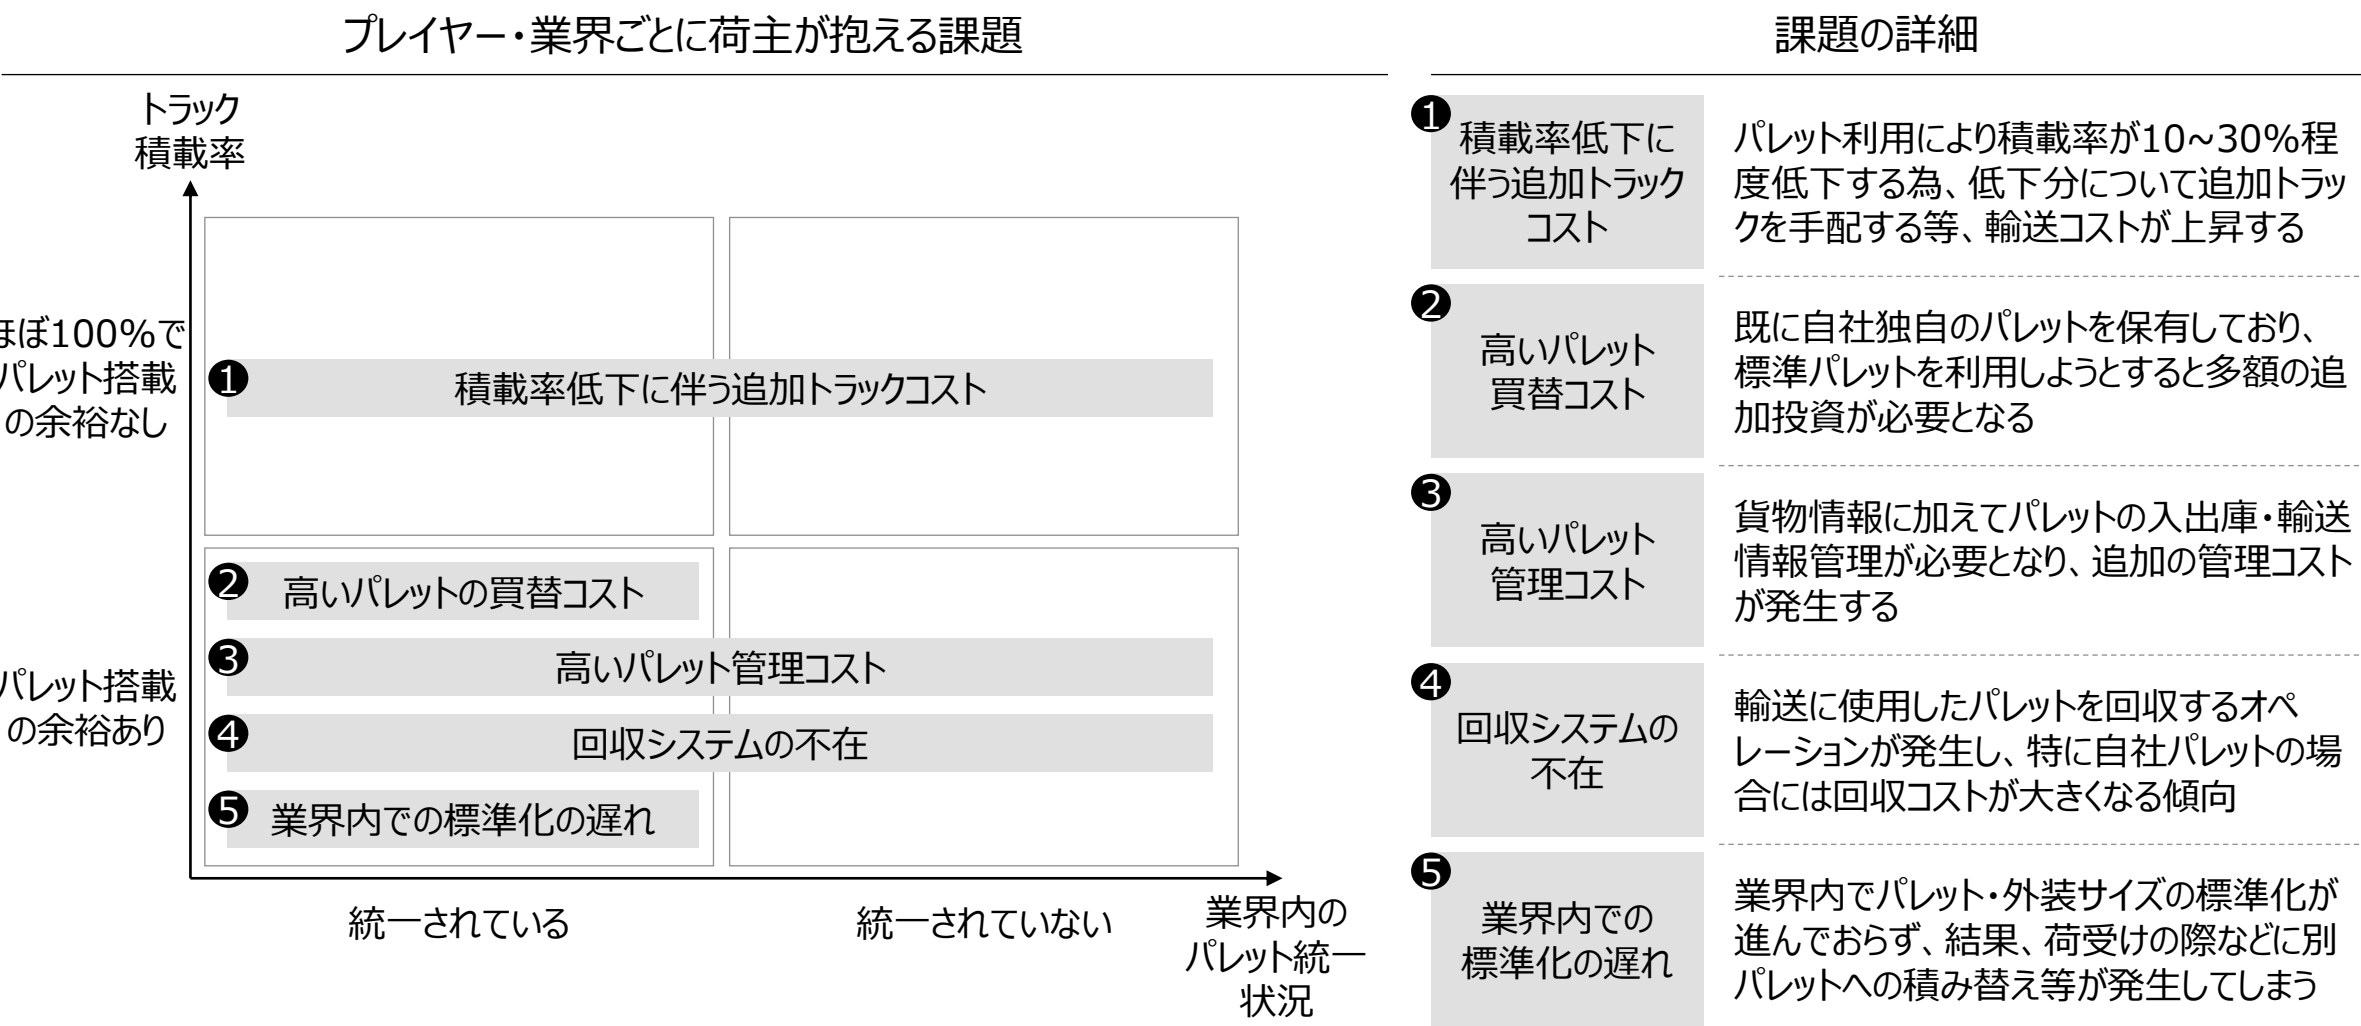 プレイヤー・業界ごとに荷主が抱える課題
トラック
積載率
ほぼ100%で
パレット搭載
の余裕なし
パレット搭載
の余裕あり
❶
積載率低下に伴う追加トラックコスト
❷
高いパレットの買替コスト
❸
高いパレット管理コスト
❹
回収システムの不在
❺
業界内での標準化の遅れ
統一されている
統一されていない
業界内の
パレット統一
状況
課題の詳細
❶
積載率低下に
伴う追加トラック
コスト
パレット利用により積載率が10~30%程
度低下する為、低下分について追加トラッ
クを手配する等、輸送コストが上昇する
❷
高いパレット
買替コスト
既に自社独自のパレットを保有しており、
標準パレットを利用しようとすると多額の追
加投資が必要となる
❸
高いパレット
管理コスト
貨物情報に加えてパレットの入出庫・輸送
情報管理が必要となり、追加の管理コスト
が発生する
❹
回収システムの
不在
輸送に使用したパレットを回収するオペ
レーションが発生し、特に自社パレットの場
合には回収コストが大きくなる傾向
❺
業界内での
標準化の遅れ
業界内でパレット・外装サイズの標準化が
進んでおらず、結果、荷受けの際などに別
パレットへの積み替え等が発生してしまう